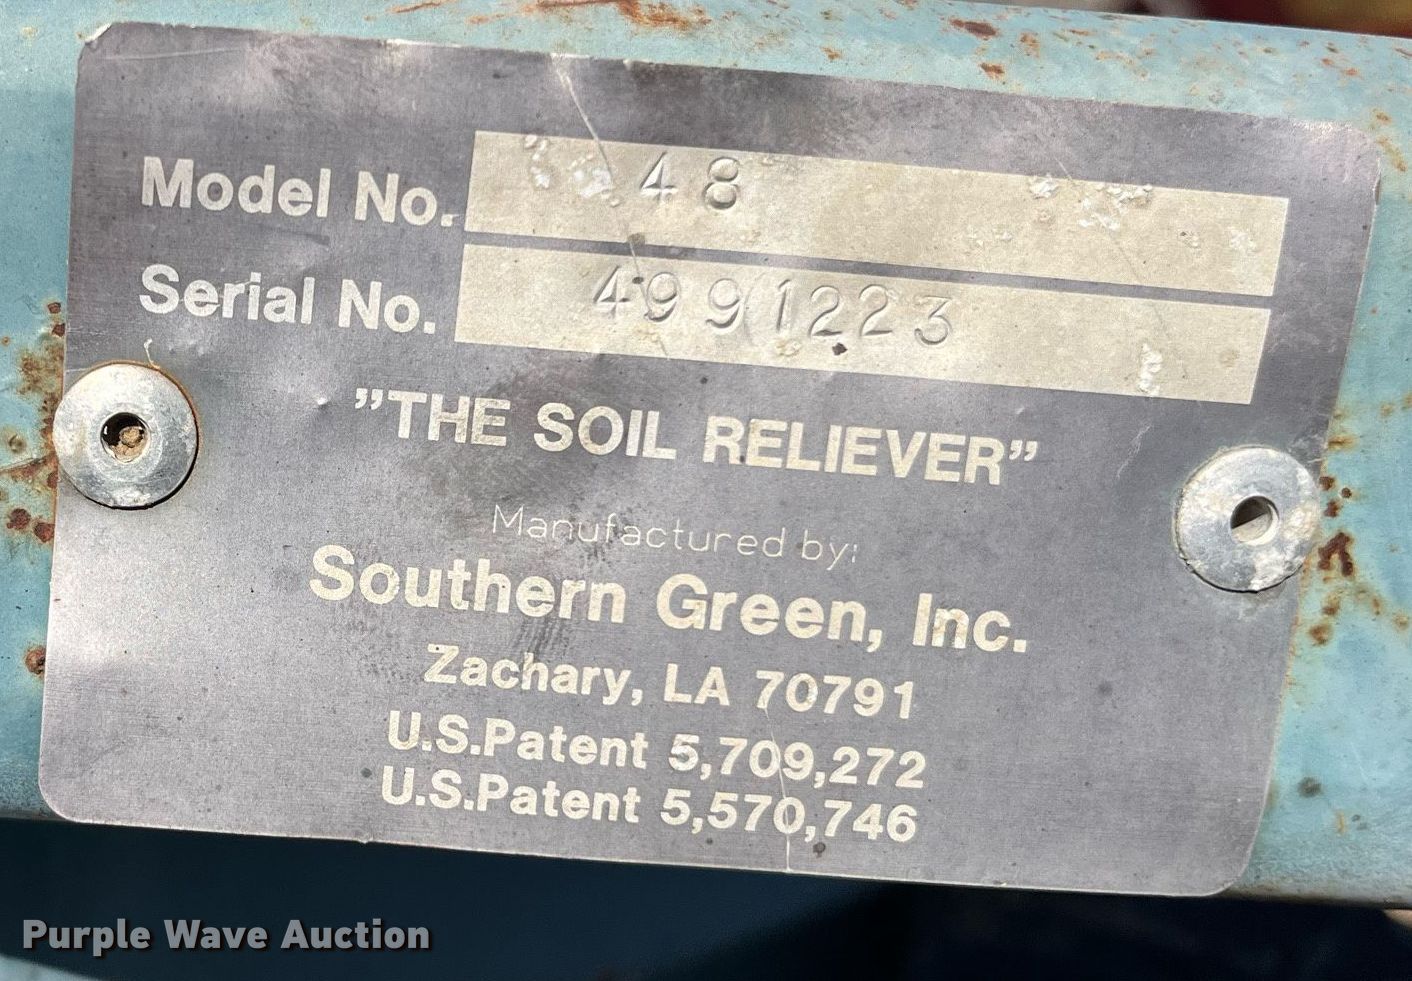 Model No. 48
Serial No. 4991223
"THE SOIL RELIEVER"
Manufactured by:
Southern Green, Inc.
Zachary, LA 70791
U.S.Patent 5,709,272
U.S.Patent 5,570,746
Purple Wave Auction